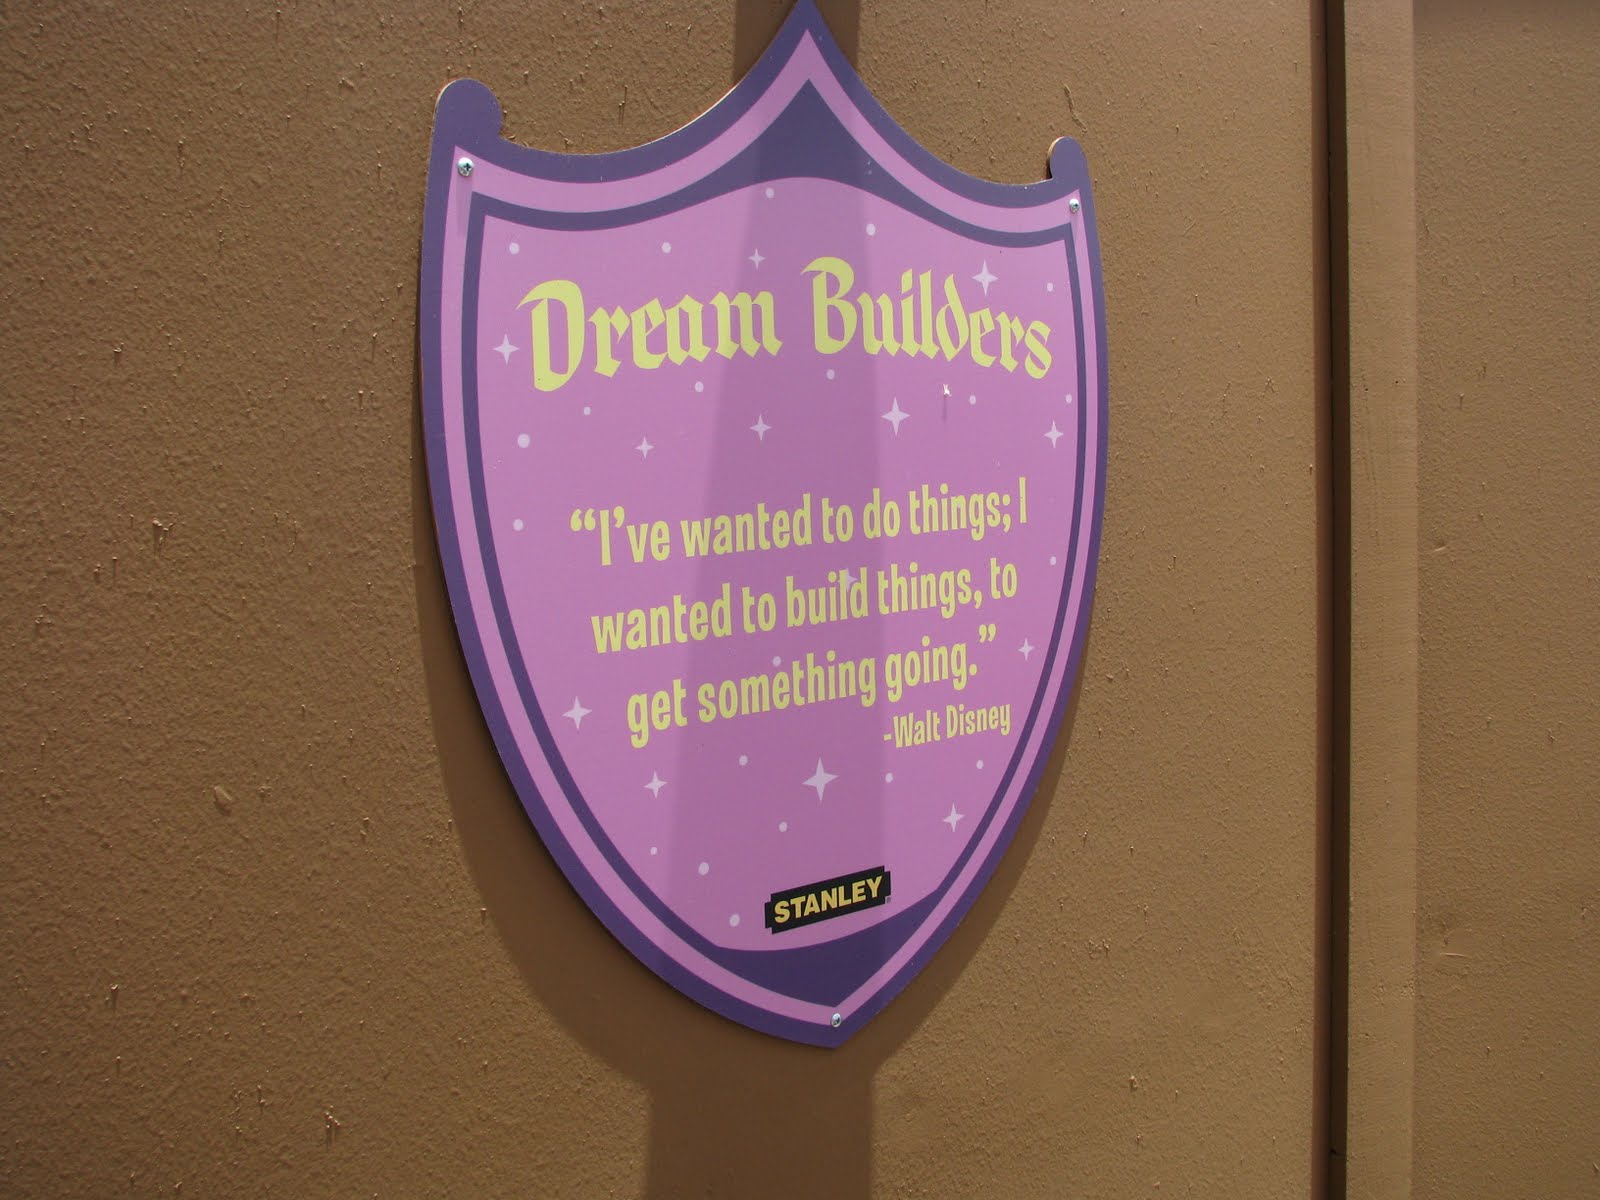 Dream Builders
“I’ve wanted to do things; I
wanted to build things, to
get something going.”
-Walt Disney
STANLEY